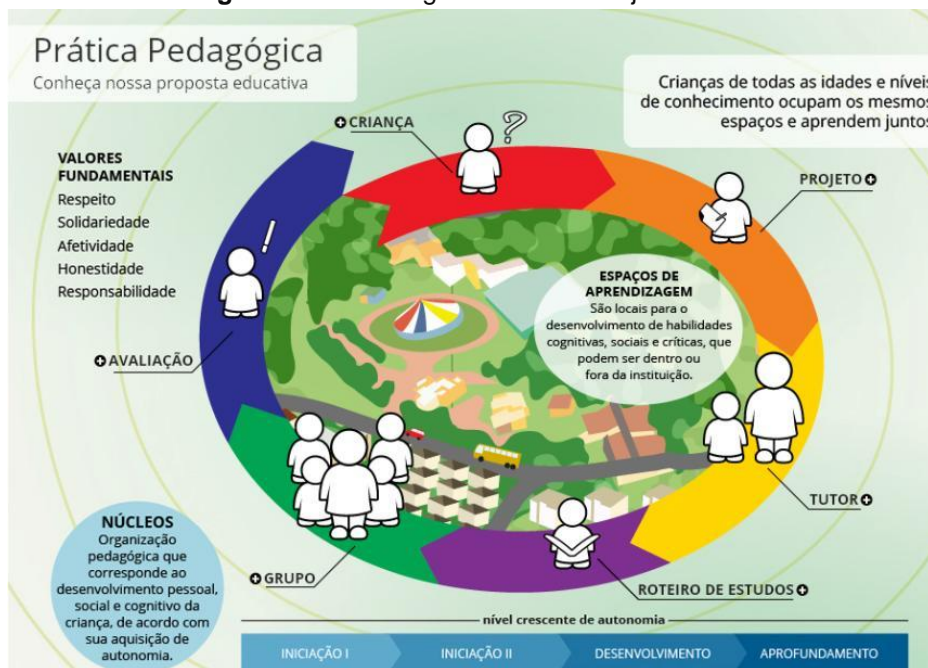 Prática Pedagógica
Conheça nossa proposta educativa
Crianças de todas as idades e níveis
de conhecimento ocupam os mesmos
espaços e aprendem juntos
CRIANÇA
PROJETO
VALORES
FUNDAMENTAIS
Respeito
Solidariedade
Afetividade
Honestidade
Responsabilidade
ESPAÇOS DE
APRENDIZAGEM
São locais para o
desenvolvimento de habilidades
cognitivas, sociais e críticas, que
podem ser dentro ou
fora da instituição.
AVALIAÇÃO
TUTOR
NÚCLEOS
Organização
pedagógica que
corresponde ao
desenvolvimento pessoal,
social e cognitivo da
criança, de acordo com
sua aquisição de
autonomia.
GRUPO
ROTEIRO DE ESTUDOS
nível crescente de autonomia
INICIAÇÃO I
INICIAÇÃO II
DESENVOLVIMENTO
APROFUNDAMENTO